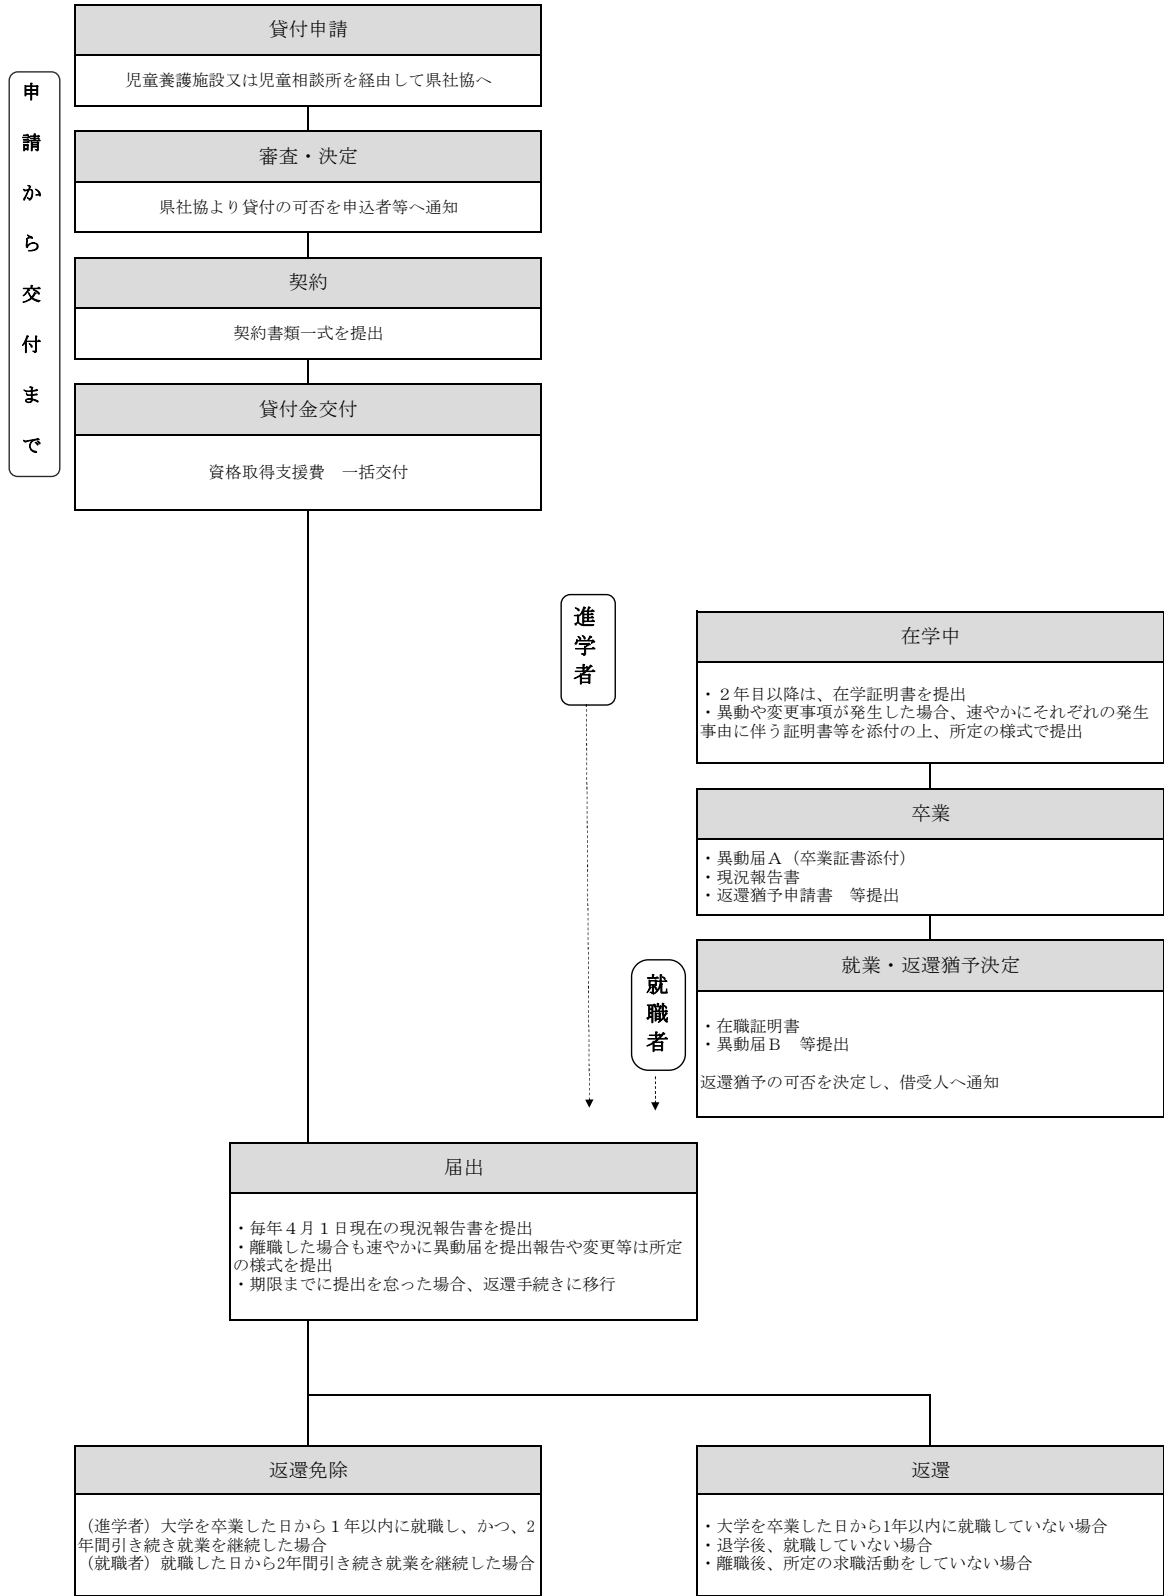 申請から交付まで
貸付申請
児童養護施設又は児童相談所を経由して県社協へ
審査・決定
県社協より貸付の可否を申込者等へ通知
契約
契約書類一式を提出
貸付金交付
資格取得支援費　一括交付
進学者
在学中
・２年目以降は、在学証明書を提出
・異動や変更事項が発生した場合、速やかにそれぞれの発生
事由に伴う証明書等を添付の上、所定の様式で提出
卒業
・異動届Ａ（卒業証書添付）
・現況報告書
・返還猶予申請書　等提出
就職者
就業・返還猶予決定
・在職証明書
・異動届Ｂ　等提出
返還猶予の可否を決定し、借受人へ通知
届出
・毎年４月１日現在の現況報告書を提出
・離職した場合も速やかに異動届を提出報告や変更等は所定
の様式を提出
・期限までに提出を怠った場合、返還手続きに移行
返還免除
（進学者）大学を卒業した日から１年以内に就職し、かつ、2
年間引き続き就業を継続した場合
（就職者）就職した日から2年間引き続き就業を継続した場合
返還
・大学を卒業した日から1年以内に就職していない場合
・退学後、就職していない場合
・離職後、所定の求職活動をしていない場合